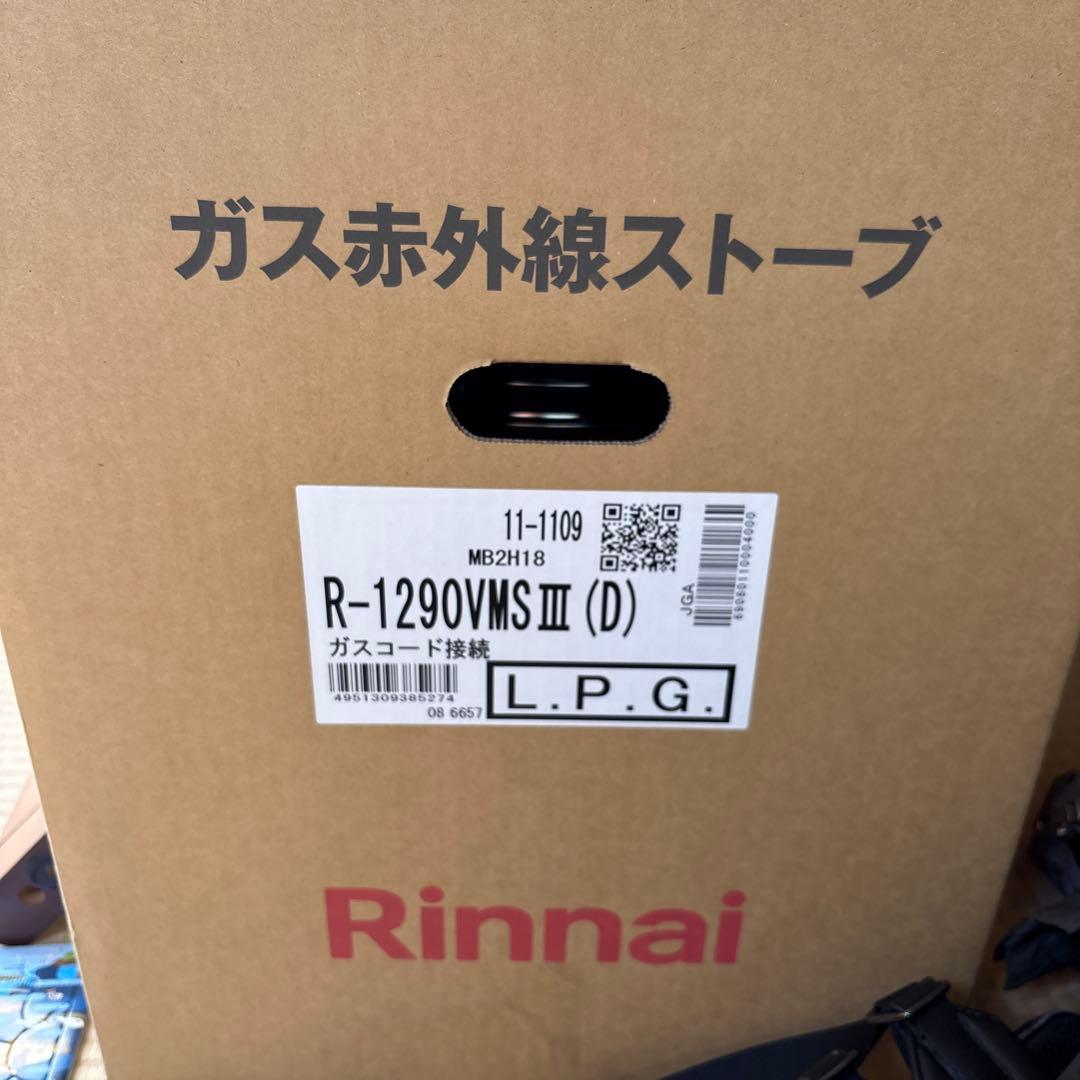 ガス赤外線ストーブ
11-1109
MB2H18
R-1290VMSⅢ(D)
ガスコード接続
4951309385274
08 6657
L.P.G.
JGA
69080110004000
Rinnai